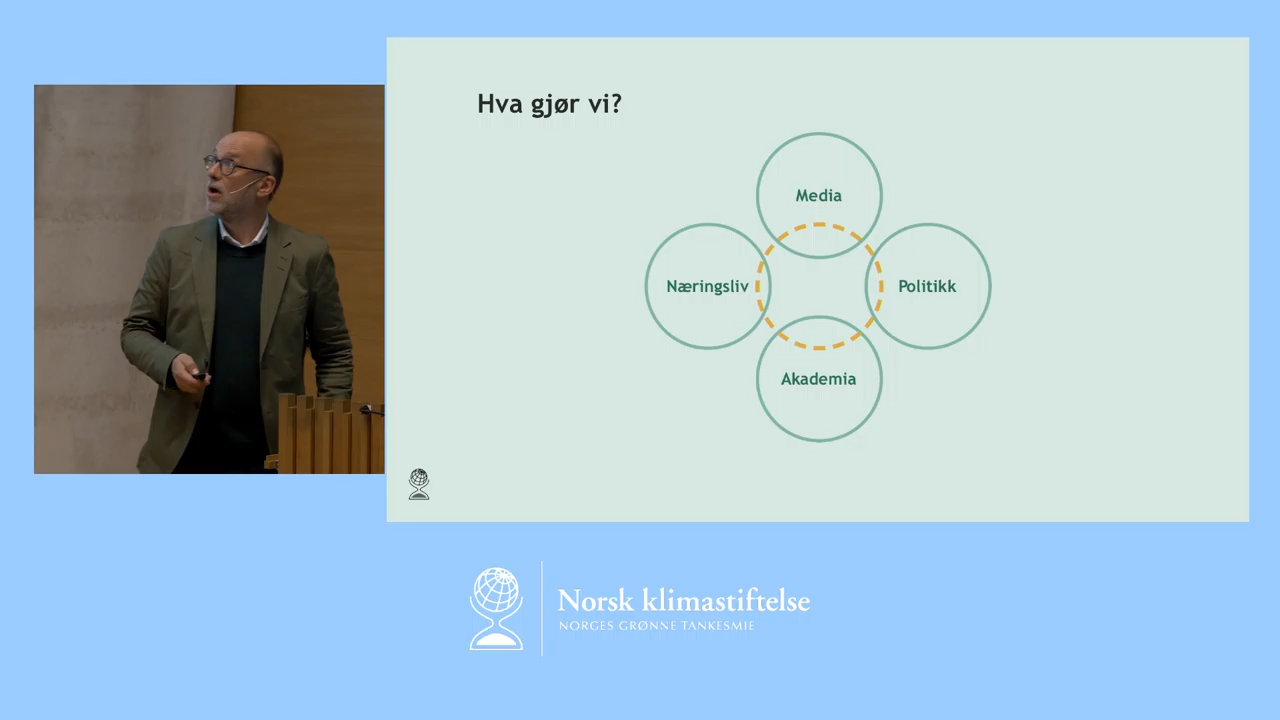 Hva gjør vi?
Media
Næringsliv
Politikk
Akademia
Norsk klimastiftelse
NORGES GRØNNE TANKESMIE